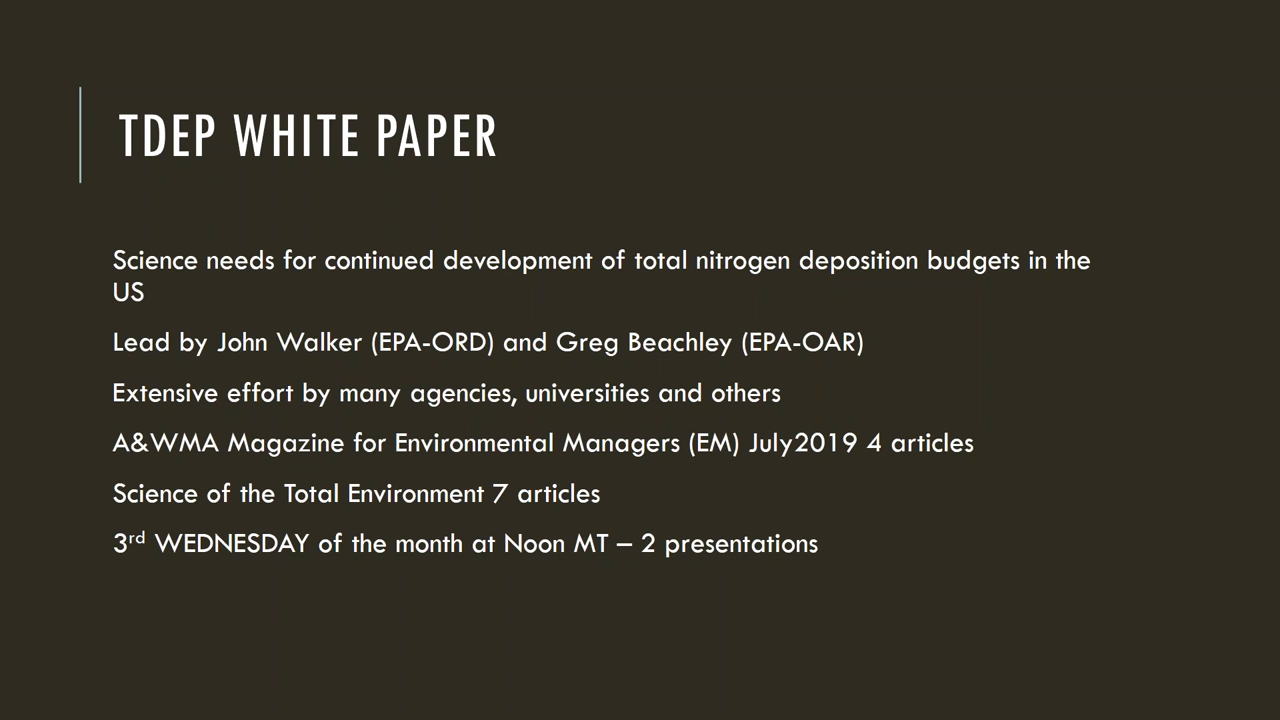 TDEP WHITE PAPER
Science needs for continued development of total nitrogen deposition budgets in the
US
Lead by John Walker (EPA-ORD) and Greg Beachley (EPA-OAR)
Extensive effort by many agencies, universities and others
A&WMA Magazine for Environmental Managers (EM) July2019 4 articles
Science of the Total Environment 7 articles
3rd WEDNESDAY of the month at Noon MT – 2 presentations